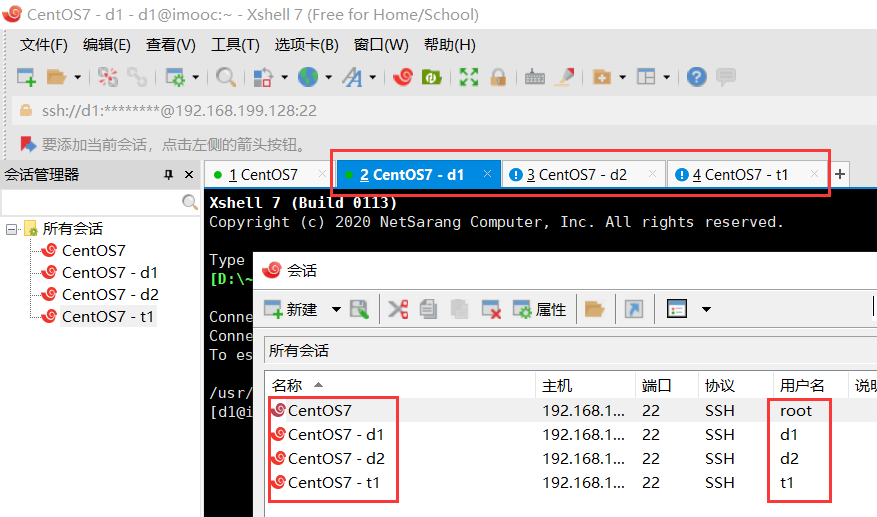 CentOS7 - d1 - d1@imooc:~ - Xshell 7 (Free for Home/School)
文件(F) 编辑(E) 查看(V) 工具(T) 选项卡(B) 窗口(W) 帮助(H)
ssh://d1:********@192.168.199.128:22
要添加当前会话，点击左侧的箭头按钮。
会话管理器
1 CentOS7
2 CentOS7 - d1
3 CentOS7 - d2
4 CentOS7 - t1
所有会话
CentOS7
CentOS7 - d1
CentOS7 - d2
CentOS7 - t1
Xshell 7 (Build 0113)
Copyright (c) 2020 NetSarang Computer, Inc. All rights reserved.
Type
[D:\~
Conne
Conne
To es
/usr/
[d1@i
会话
新建 属性
所有会话
名称 主机 端口 协议 用户名 说明
CentOS7 192.168.1... 22 SSH root
CentOS7 - d1 192.168.1... 22 SSH d1
CentOS7 - d2 192.168.1... 22 SSH d2
CentOS7 - t1 192.168.1... 22 SSH t1